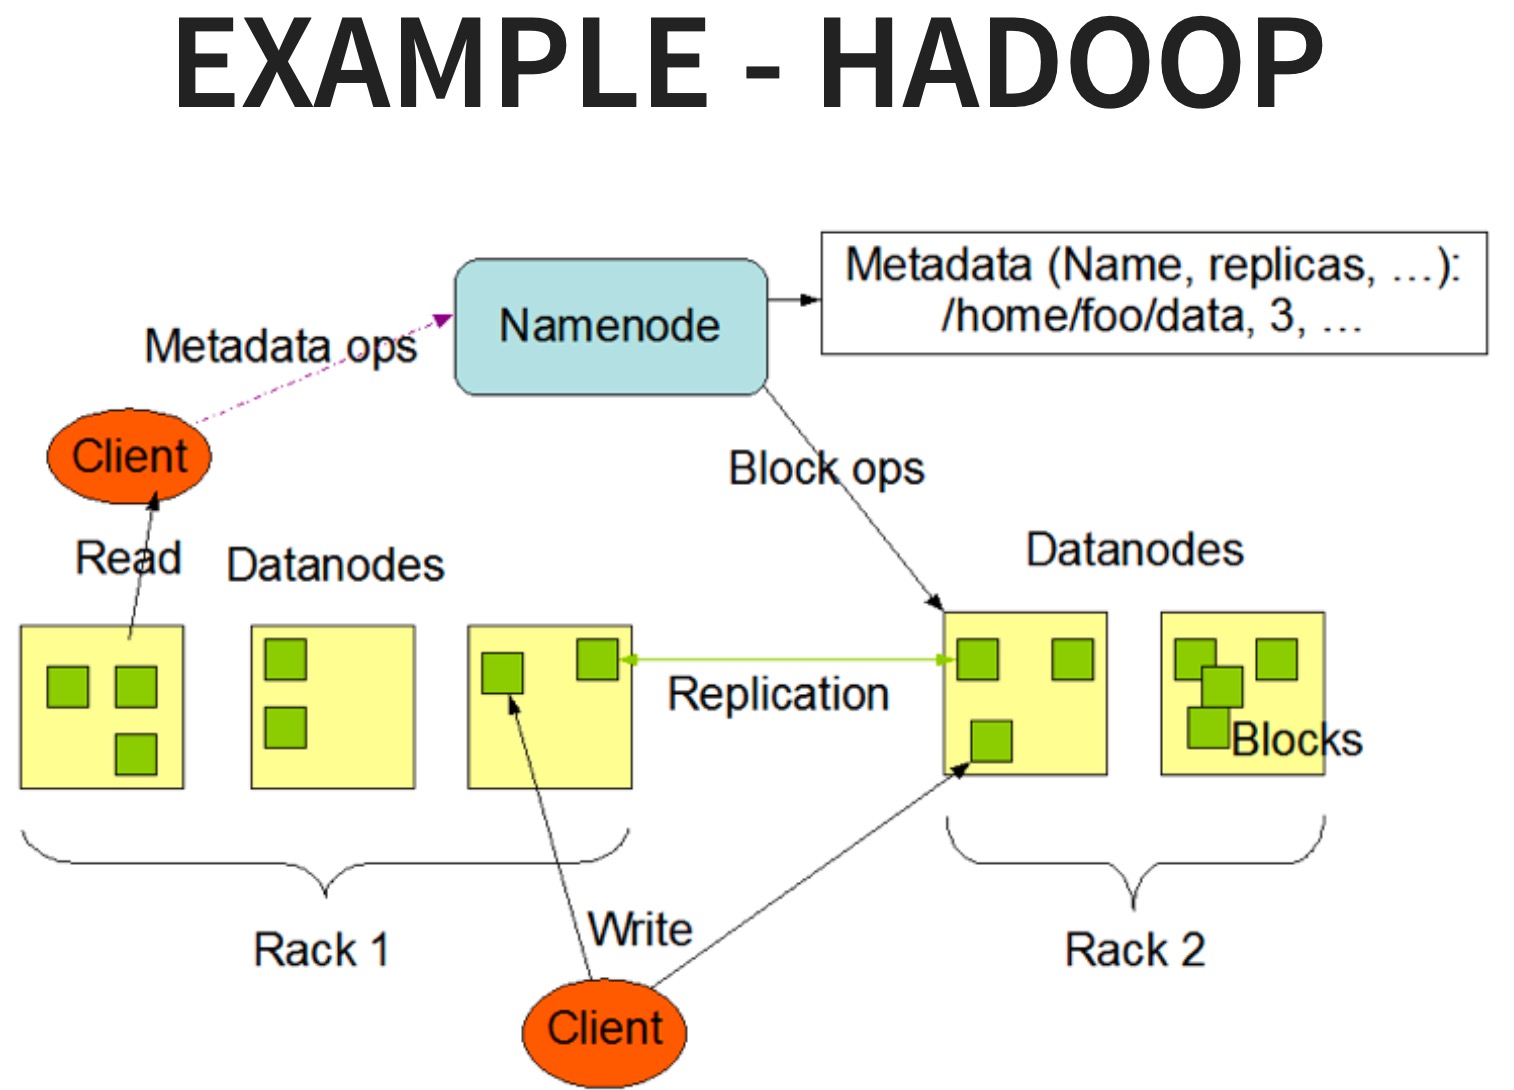 EXAMPLE - HADOOP
Metadata (Name, replicas, ...):
/home/foo/data, 3, ...
Namenode
Metadata ops
Client
Block ops
Read
Datanodes
Datanodes
Replication
Blocks
Rack 1
Write
Rack 2
Client